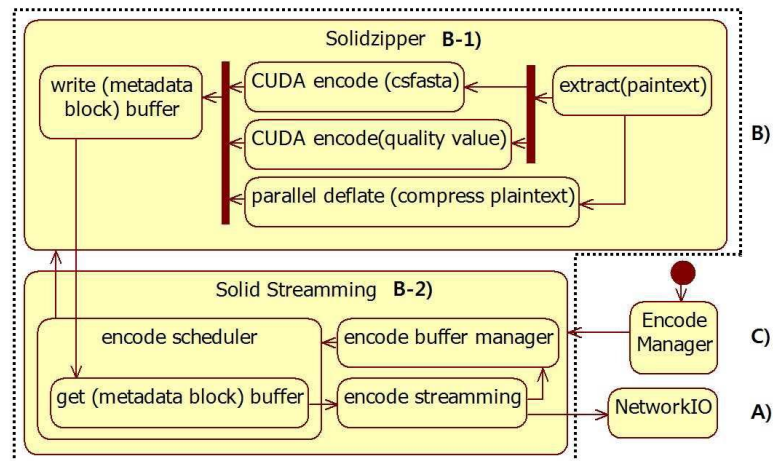 Solidzipper B-1)
write (metadata
block) buffer
CUDA encode (csfasta)
extract(paintext)
CUDA encode(quality value)
B)
parallel deflate (compress plaintext)
Solid Streamming B-2)
encode scheduler
encode buffer manager
Encode
Manager
C)
get (metadata block) buffer
encode streamming
NetworkIO
A)